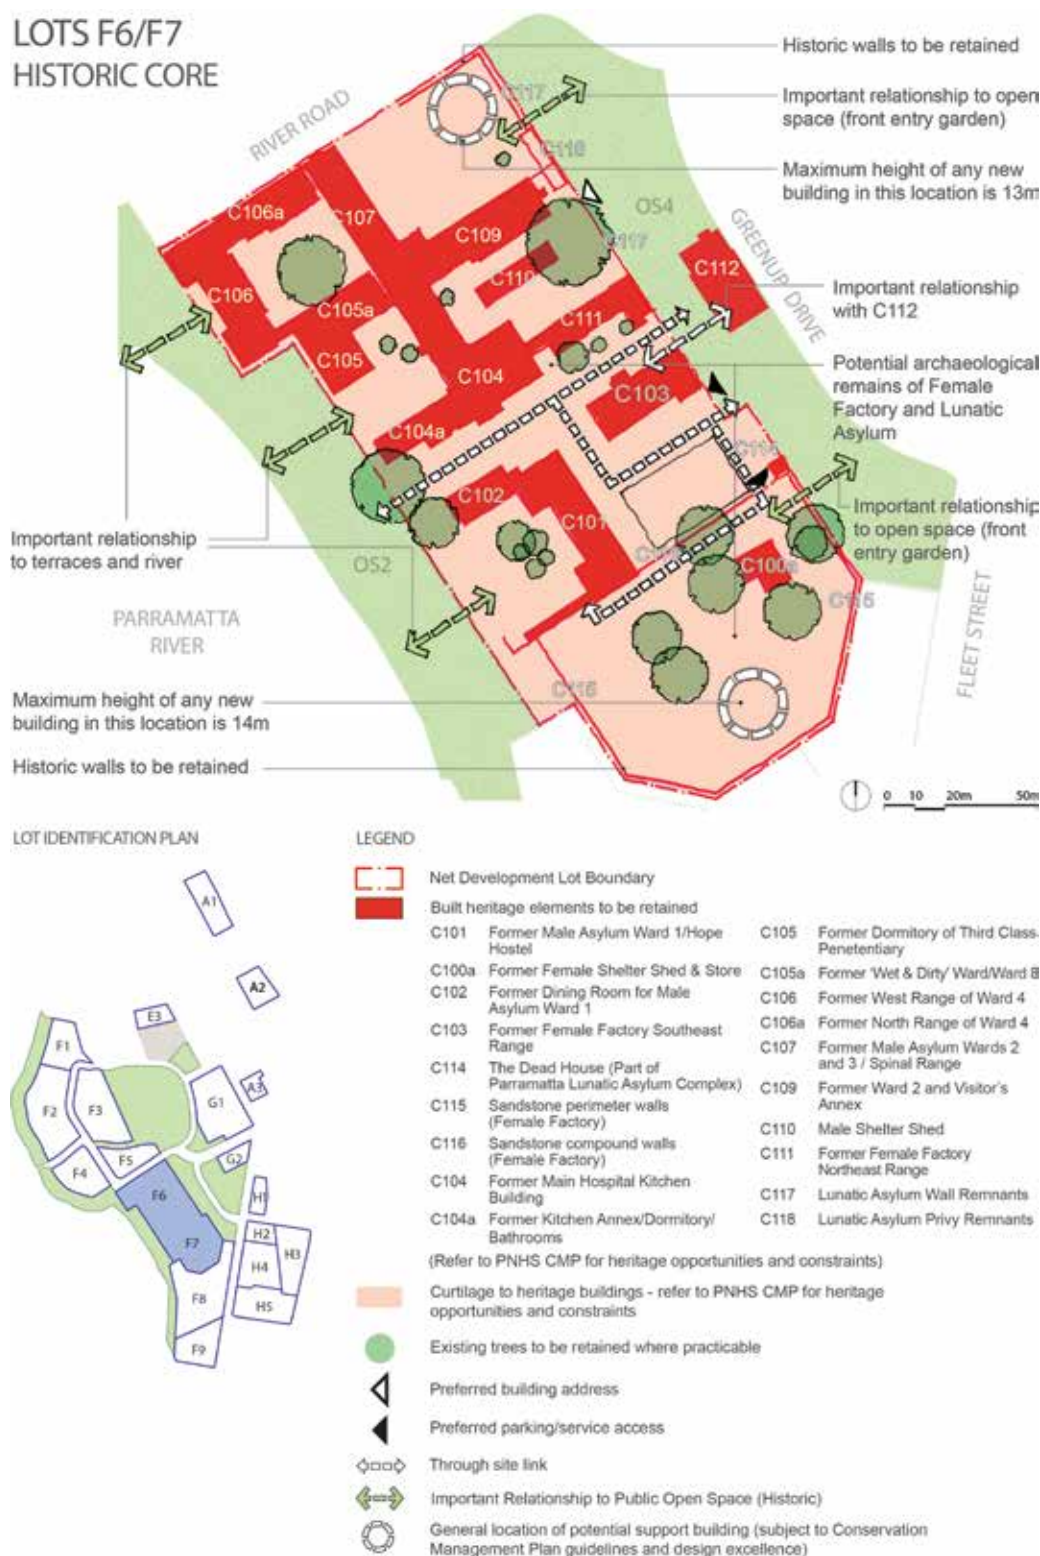 LOTS F6/F7
HISTORIC CORE
RIVER ROAD
Historic walls to be retained
Important relationship to open
space (front entry garden)
Maximum height of any new
building in this location is 13m
C117
C118
OS4
GREENUP DRIVE
C106a
C107
C109
C117
C110
C112
C106
C105a
C111
C105
C104
C103
C104a
C114
C102
C101
C100a
C115
C115
OS2
Important relationship
with C112
Potential archaeological
remains of Female
Factory and Lunatic
Asylum
Important relationship
to open space (front
entry garden)
FLEET STREET
Important relationship
to terraces and river
PARRAMATTA
RIVER
Maximum height of any new
building in this location is 14m
Historic walls to be retained
0 10 20m 50m
LOT IDENTIFICATION PLAN
A1
A2
E3
F1
A3
F2
F3
G1
F5
G2
F4
F6
H1
F7
H2
H3
H4
F8
H5
F9
LEGEND
Net Development Lot Boundary
Built heritage elements to be retained
C101 Former Male Asylum Ward 1/Hope
Hostel
C100a Former Female Shelter Shed & Store
C102 Former Dining Room for Male
Asylum Ward 1
C103 Former Female Factory Southeast
Range
C114 The Dead House (Part of
Parramatta Lunatic Asylum Complex)
C115 Sandstone perimeter walls
(Female Factory)
C116 Sandstone compound walls
(Female Factory)
C104 Former Main Hospital Kitchen
Building
C104a Former Kitchen Annex/Dormitory/
Bathrooms
C105 Former Dormitory of Third Class
Penetentiary
C105a Former 'Wet & Dirty' Ward/Ward 8
C106 Former West Range of Ward 4
C106a Former North Range of Ward 4
C107 Former Male Asylum Wards 2
and 3 / Spinal Range
C109 Former Ward 2 and Visitor's
Annex
C110 Male Shelter Shed
C111 Former Female Factory
Northeast Range
C117 Lunatic Asylum Wall Remnants
C118 Lunatic Asylum Privy Remnants
(Refer to PNHS CMP for heritage opportunities and constraints)
Curtilage to heritage buildings - refer to PNHS CMP for heritage
opportunities and constraints
Existing trees to be retained where practicable
Preferred building address
Preferred parking/service access
Through site link
Important Relationship to Public Open Space (Historic)
General location of potential support building (subject to Conservation
Management Plan guidelines and design excellence)